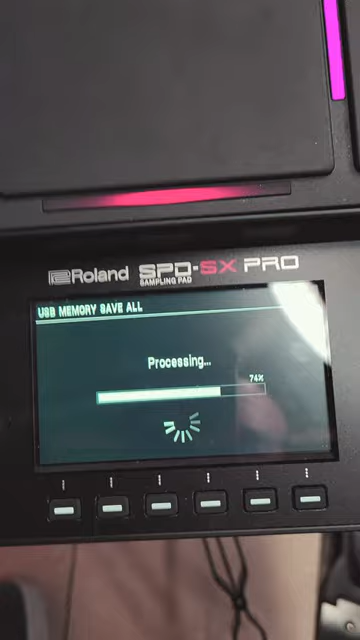 Roland SPD-SX PRO
SAMPLING PAD
USB MEMORY SAVE ALL
Processing...
74%